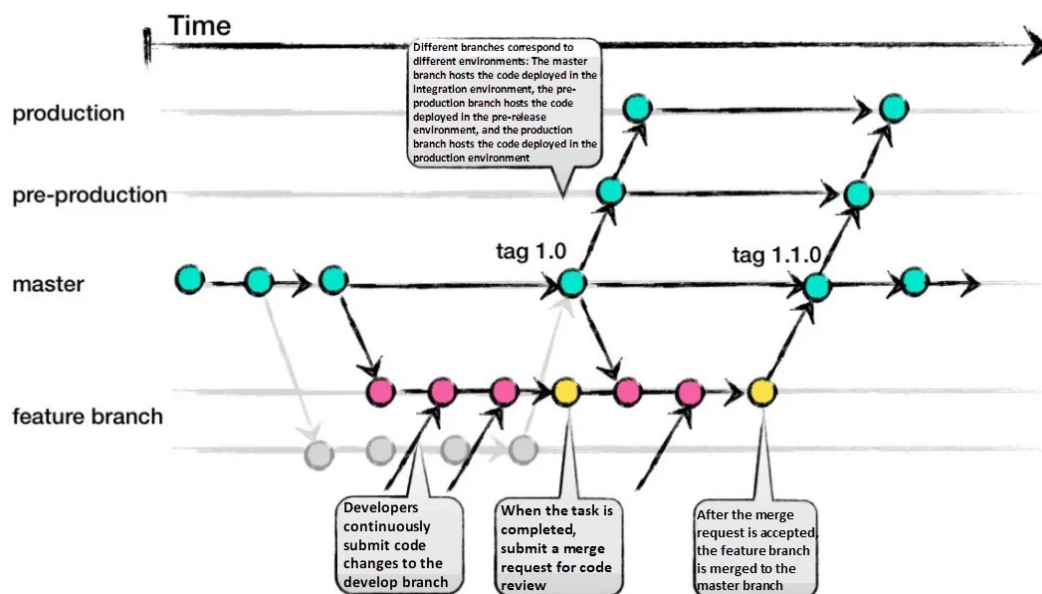 Time
Different branches correspond to
different environments: The master
branch hosts the code deployed in the
integration environment, the pre-
production branch hosts the code
deployed in the pre-release
environment, and the production
branch hosts the code deployed in the
production environment
production
pre-production
tag 1.0
tag 1.1.0
master
feature branch
Developers
continuously
submit code
changes to the
develop branch
When the task is
completed,
submit a merge
request for code
review
After the merge
request is accepted,
the feature branch
is merged to the
master branch